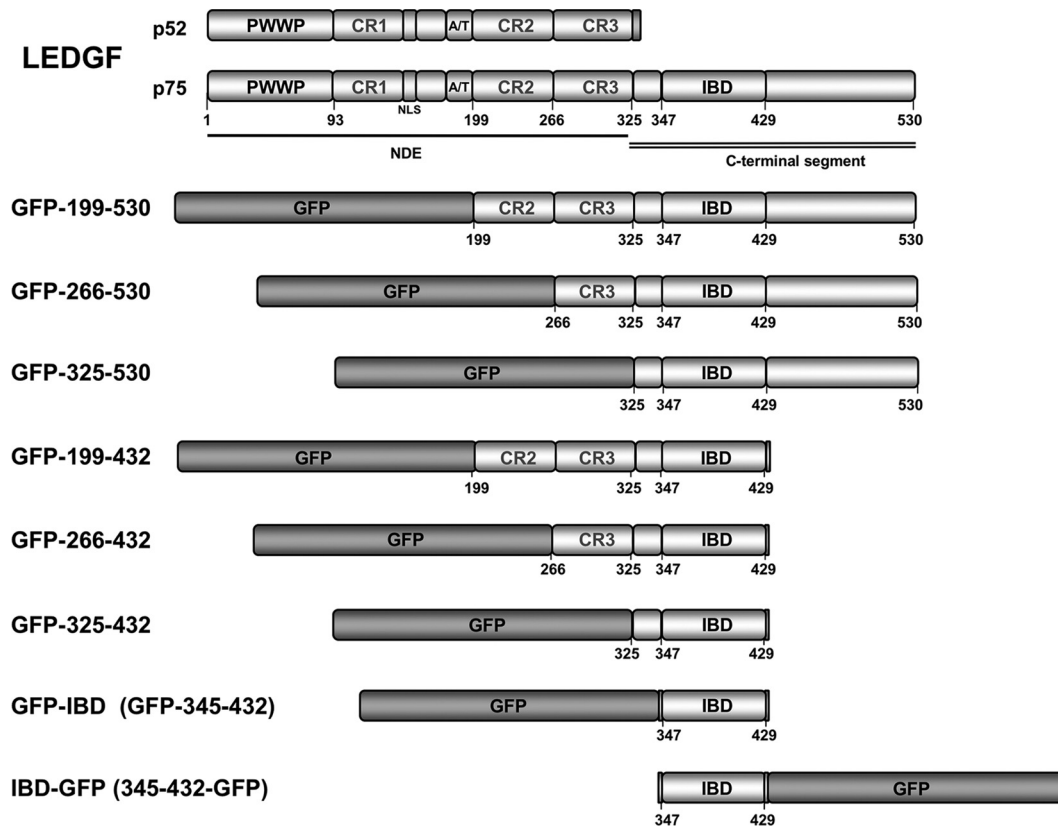 p52 PWWP CR1 A/T CR2 CR3
LEDGF
p75 PWWP CR1 A/T CR2 CR3 IBD
NLS
1 93 199 266 325 347 429 530
NDE
C-terminal segment
GFP-199-530 GFP CR2 CR3 IBD
199 325 347 429 530
GFP-266-530 GFP CR3 IBD
266 325 347 429 530
GFP-325-530 GFP IBD
325 347 429 530
GFP-199-432 GFP CR2 CR3 IBD
199 325 347 429
GFP-266-432 GFP CR3 IBD
266 325 347 429
GFP-325-432 GFP IBD
325 347 429
GFP-IBD (GFP-345-432) GFP IBD
347 429
IBD-GFP (345-432-GFP) IBD GFP
347 429